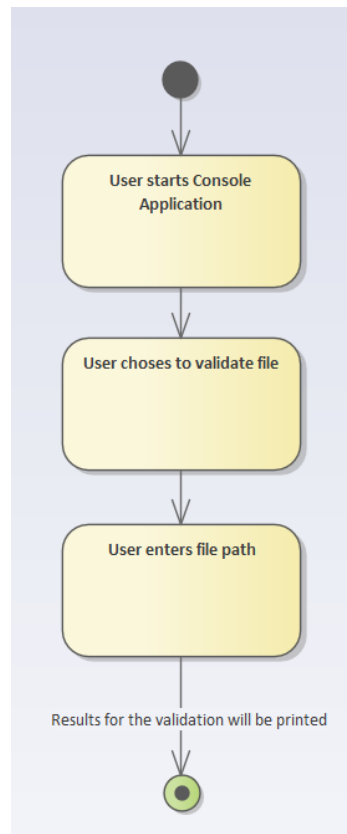 User starts Console
Application
User choses to validate file
User enters file path
Results for the validation will be printed